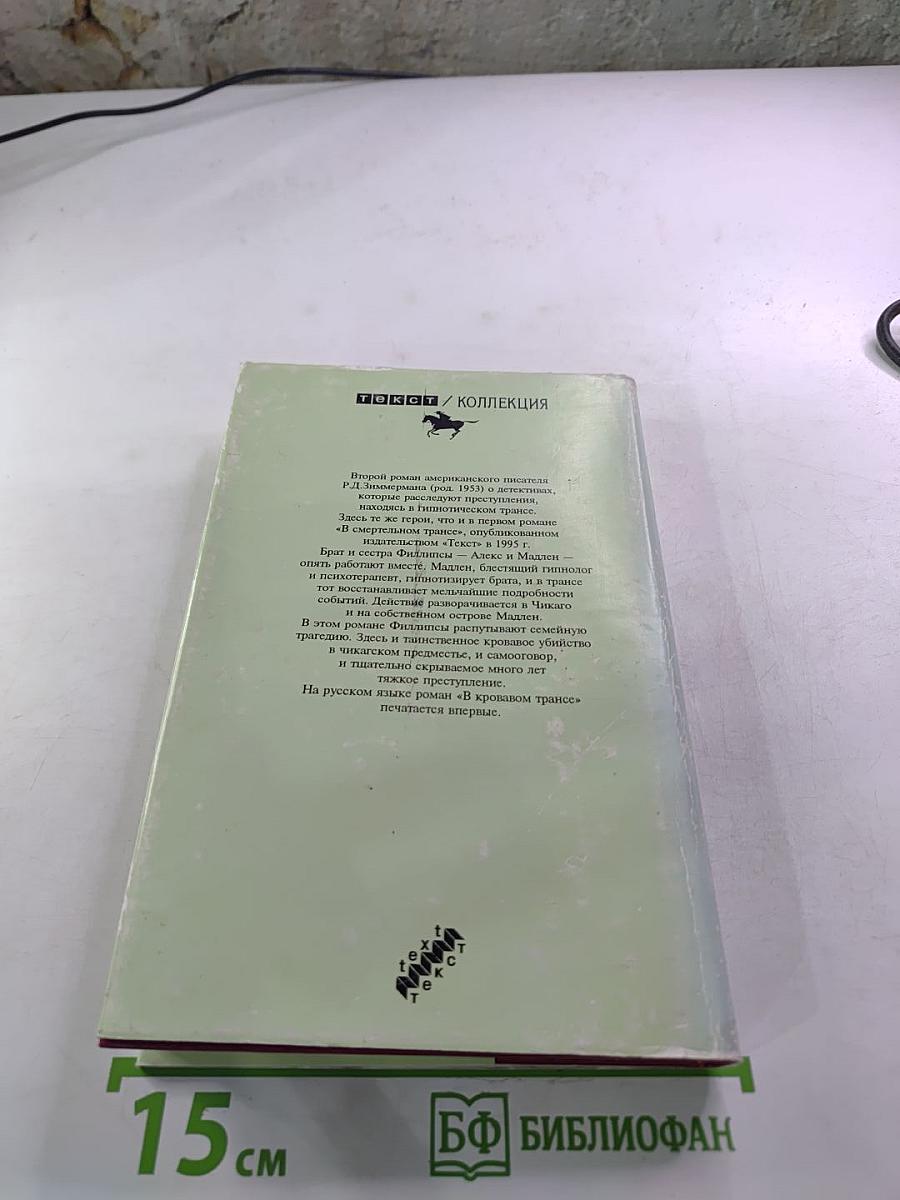 текст / КОЛЛЕКЦИЯ
Второй роман американского писателя
Р.Д.Зиммермана (род. 1953) о детективах,
которые расследуют преступления,
находясь в гипнотическом трансе.
Здесь те же герои, что и в первом романе
«В смертельном трансе», опубликованном
издательством «Текст» в 1995 г.
Брат и сестра Филлипсы — Алекс и Мадлен —
опять работают вместе. Мадлен, блестящий гипнолог
и психотерапевт, гипнотизирует брата, и в трансе
тот восстанавливает мельчайшие подробности
событий. Действие разворачивается в Чикаго
и на собственном острове Мадлен.
В этом романе Филлипсы распутывают семейную
трагедию. Здесь и таинственное кровавое убийство
в чикагском предместье, и самооговор,
и тщательно скрываемое много лет
тяжкое преступление.
На русском языке роман «В кровавом трансе»
печатается впервые.
text
Текст
15 см
БФ БИБЛИОФАН